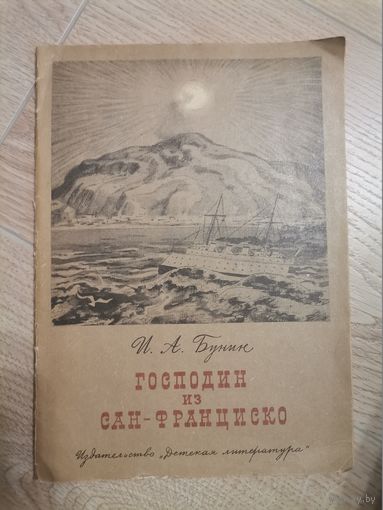 И. А. Бунин
ГОСПОДИН
ИЗ
САН-ФРАНЦИСКО
Издательство „Детская литература"